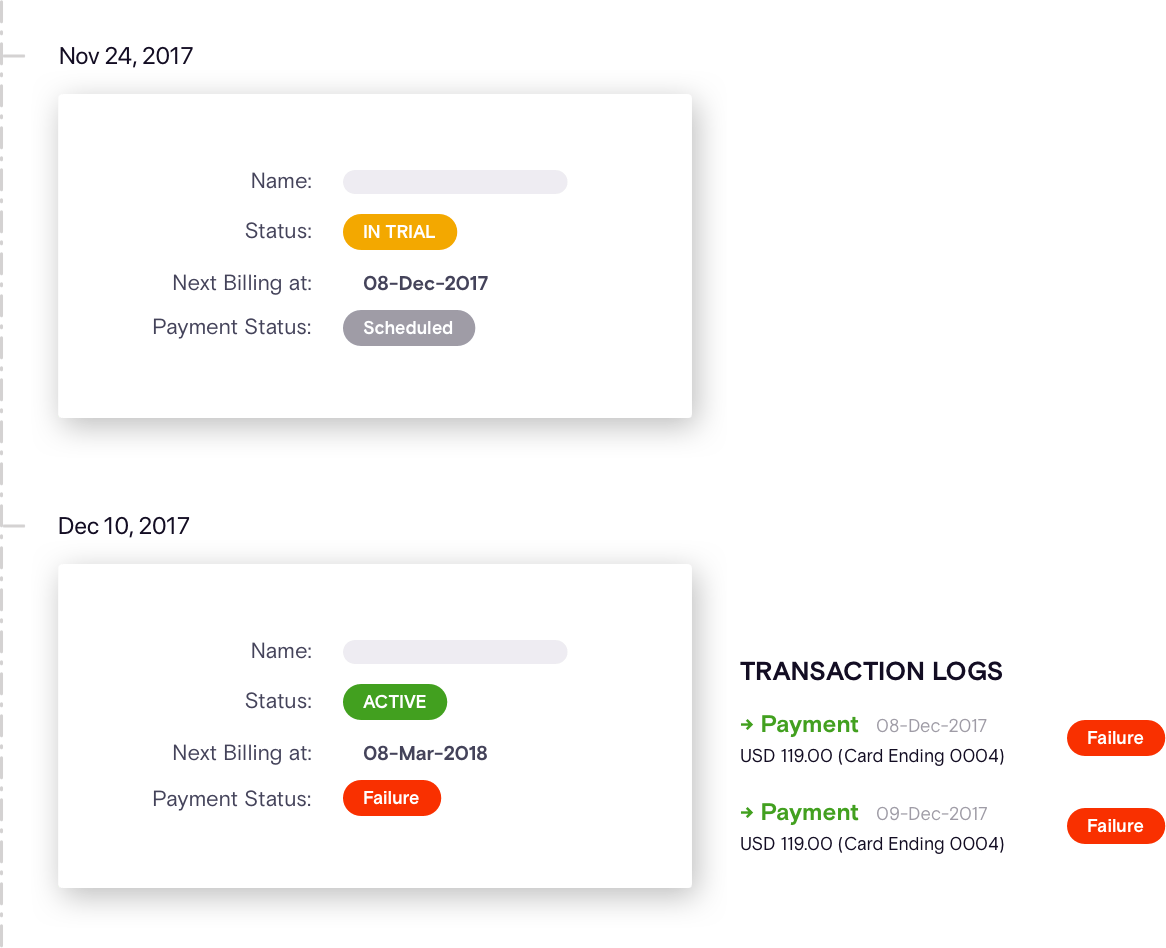 Nov 24, 2017
Name:
Status: IN TRIAL
Next Billing at: 08-Dec-2017
Payment Status: Scheduled
Dec 10, 2017
Name:
Status: ACTIVE
Next Billing at: 08-Mar-2018
Payment Status: Failure
TRANSACTION LOGS
→ Payment 08-Dec-2017 Failure
USD 119.00 (Card Ending 0004)
→ Payment 09-Dec-2017 Failure
USD 119.00 (Card Ending 0004)